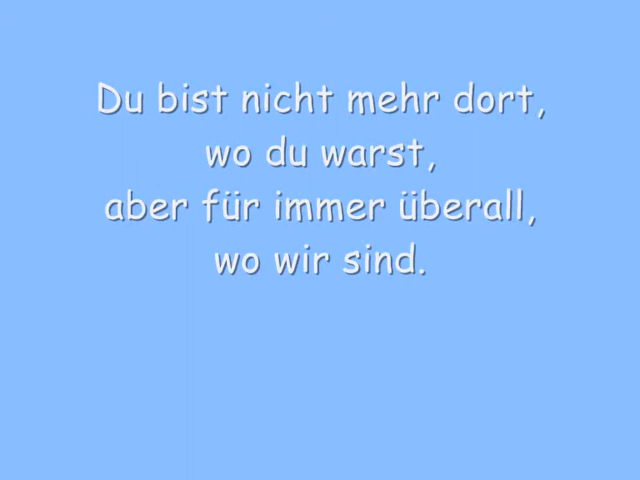 Du bist nicht mehr dort,
wo du warst,
aber für immer überall,
wo wir sind.